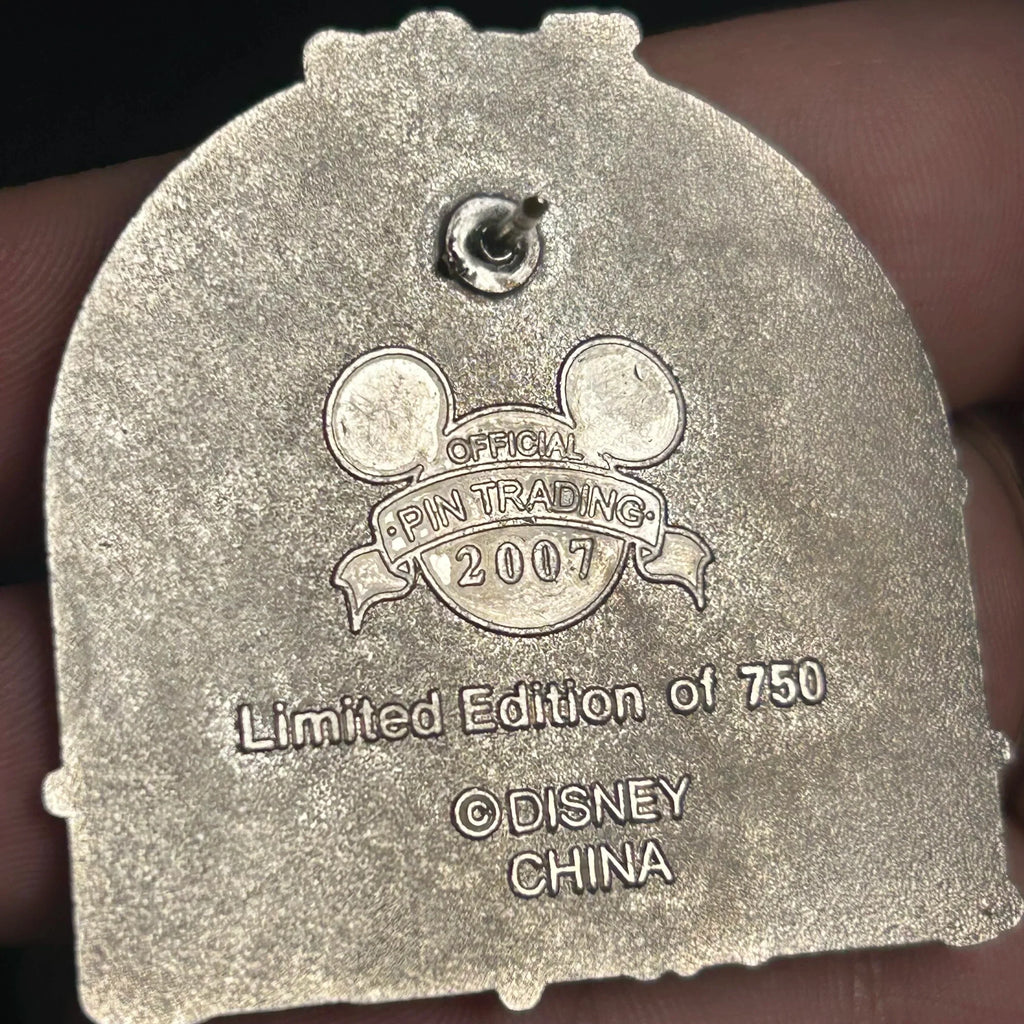 OFFICIAL
·PIN TRADING·
2007
Limited Edition of 750
©DISNEY
CHINA